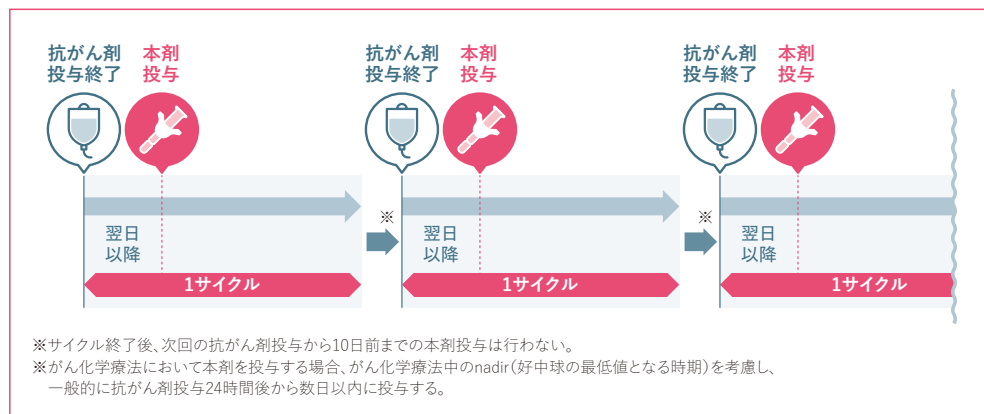 抗がん剤
投与終了
本剤
投与
抗がん剤
投与終了
本剤
投与
抗がん剤
投与終了
本剤
投与
翌日
以降
1サイクル
※
翌日
以降
1サイクル
※
翌日
以降
1サイクル
※サイクル終了後、次回の抗がん剤投与から10日前までの本剤投与は行わない。
※がん化学療法において本剤を投与する場合、がん化学療法中のnadir(好中球の最低値となる時期)を考慮し、
一般的に抗がん剤投与24時間後から数日以内に投与する。